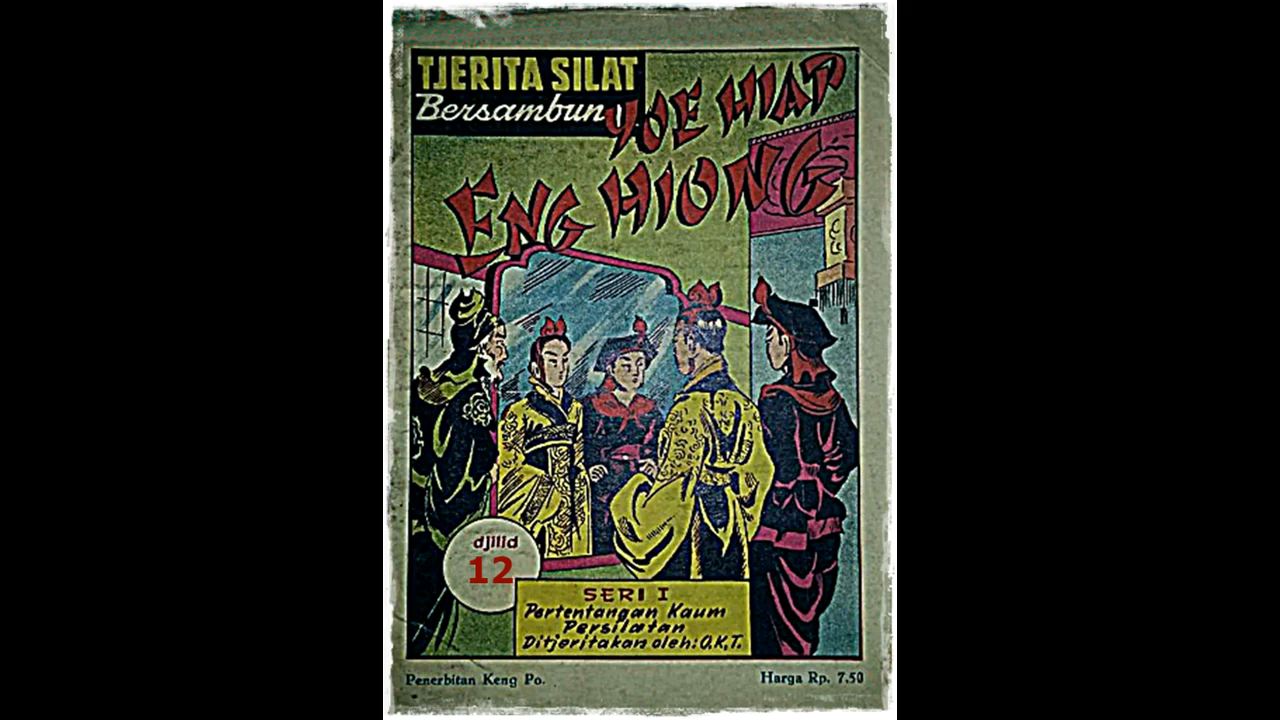 TJERITA SILAT
Bersambun
YOE HIAP
ENG HIONG
djilid
12
SERI I
Pertentangan Kaum
Persilatan
Ditjeritakan oleh: O.K.T.
Penerbitan Keng Po.
Harga Rp. 7.50